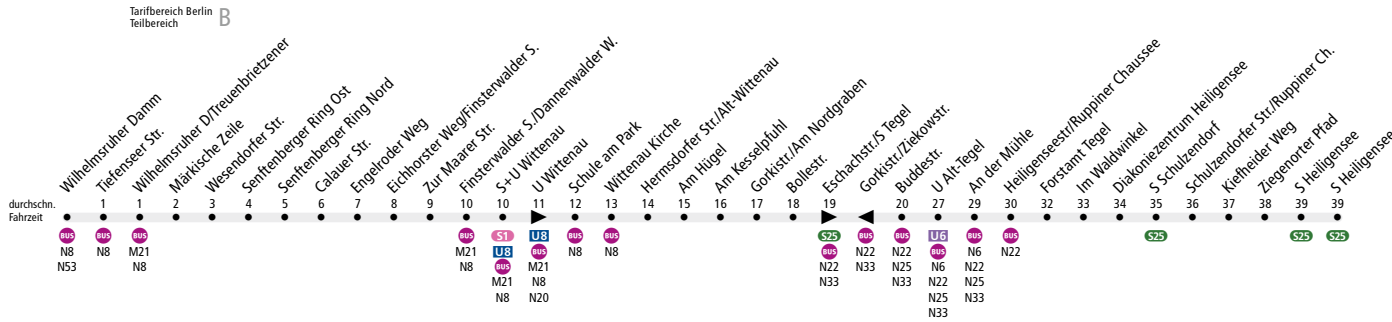 Tarifbereich Berlin B
Teilbereich
Wilhelmsruher Damm
Tiefenseer Str.
Wilhelmsruher D/Treuenbrietzener
Märkische Zeile
Wesendorfer Str.
Senftenberger Ring Ost
Senftenberger Ring Nord
Calauer Str.
Engelroder Weg
Eichhorster Weg/Finsterwalder S.
Zur Maarer Str.
Finsterwalder S./Dannenwalder W.
S+U Wittenau
U Wittenau
Schule am Park
Wittenau Kirche
Hermsdorfer Str./Alt-Wittenau
Am Hügel
Am Kesselpfuhl
Gorkistr./Am Nordgraben
Bollestr.
Eschachstr./S Tegel
Gorkistr./Ziekowstr.
Buddestr.
U Alt-Tegel
An der Mühle
Heiligenseestr/Ruppiner Chaussee
Forstamt Tegel
Im Waldwinkel
Diakoniezentrum Heiligensee
S Schulzendorf
Schulzendorfer Str./Ruppiner Ch.
Kiefheider Weg
Ziegenorter Pfad
S Heiligensee
S Heiligensee
durchschn. 1 1 2 3 4 5 6 7 8 9 10 10 11 12 13 14 15 16 17 18 19 20 27 29 30 32 33 34 35 36 37 38 39 39
Fahrzeit
BUS BUS BUS BUS S1 U8 BUS BUS S25 BUS BUS U6 BUS BUS S25 S25 S25
N8 N8 M21 M21 U8 BUS N8 N8 BUS N22 N22 BUS N6 N22
N53 N8 N8 BUS M21 N22 N33 N25 N6 N22
M21 N8 N33 N33 N22 N25
N8 N20 N25 N33
N33